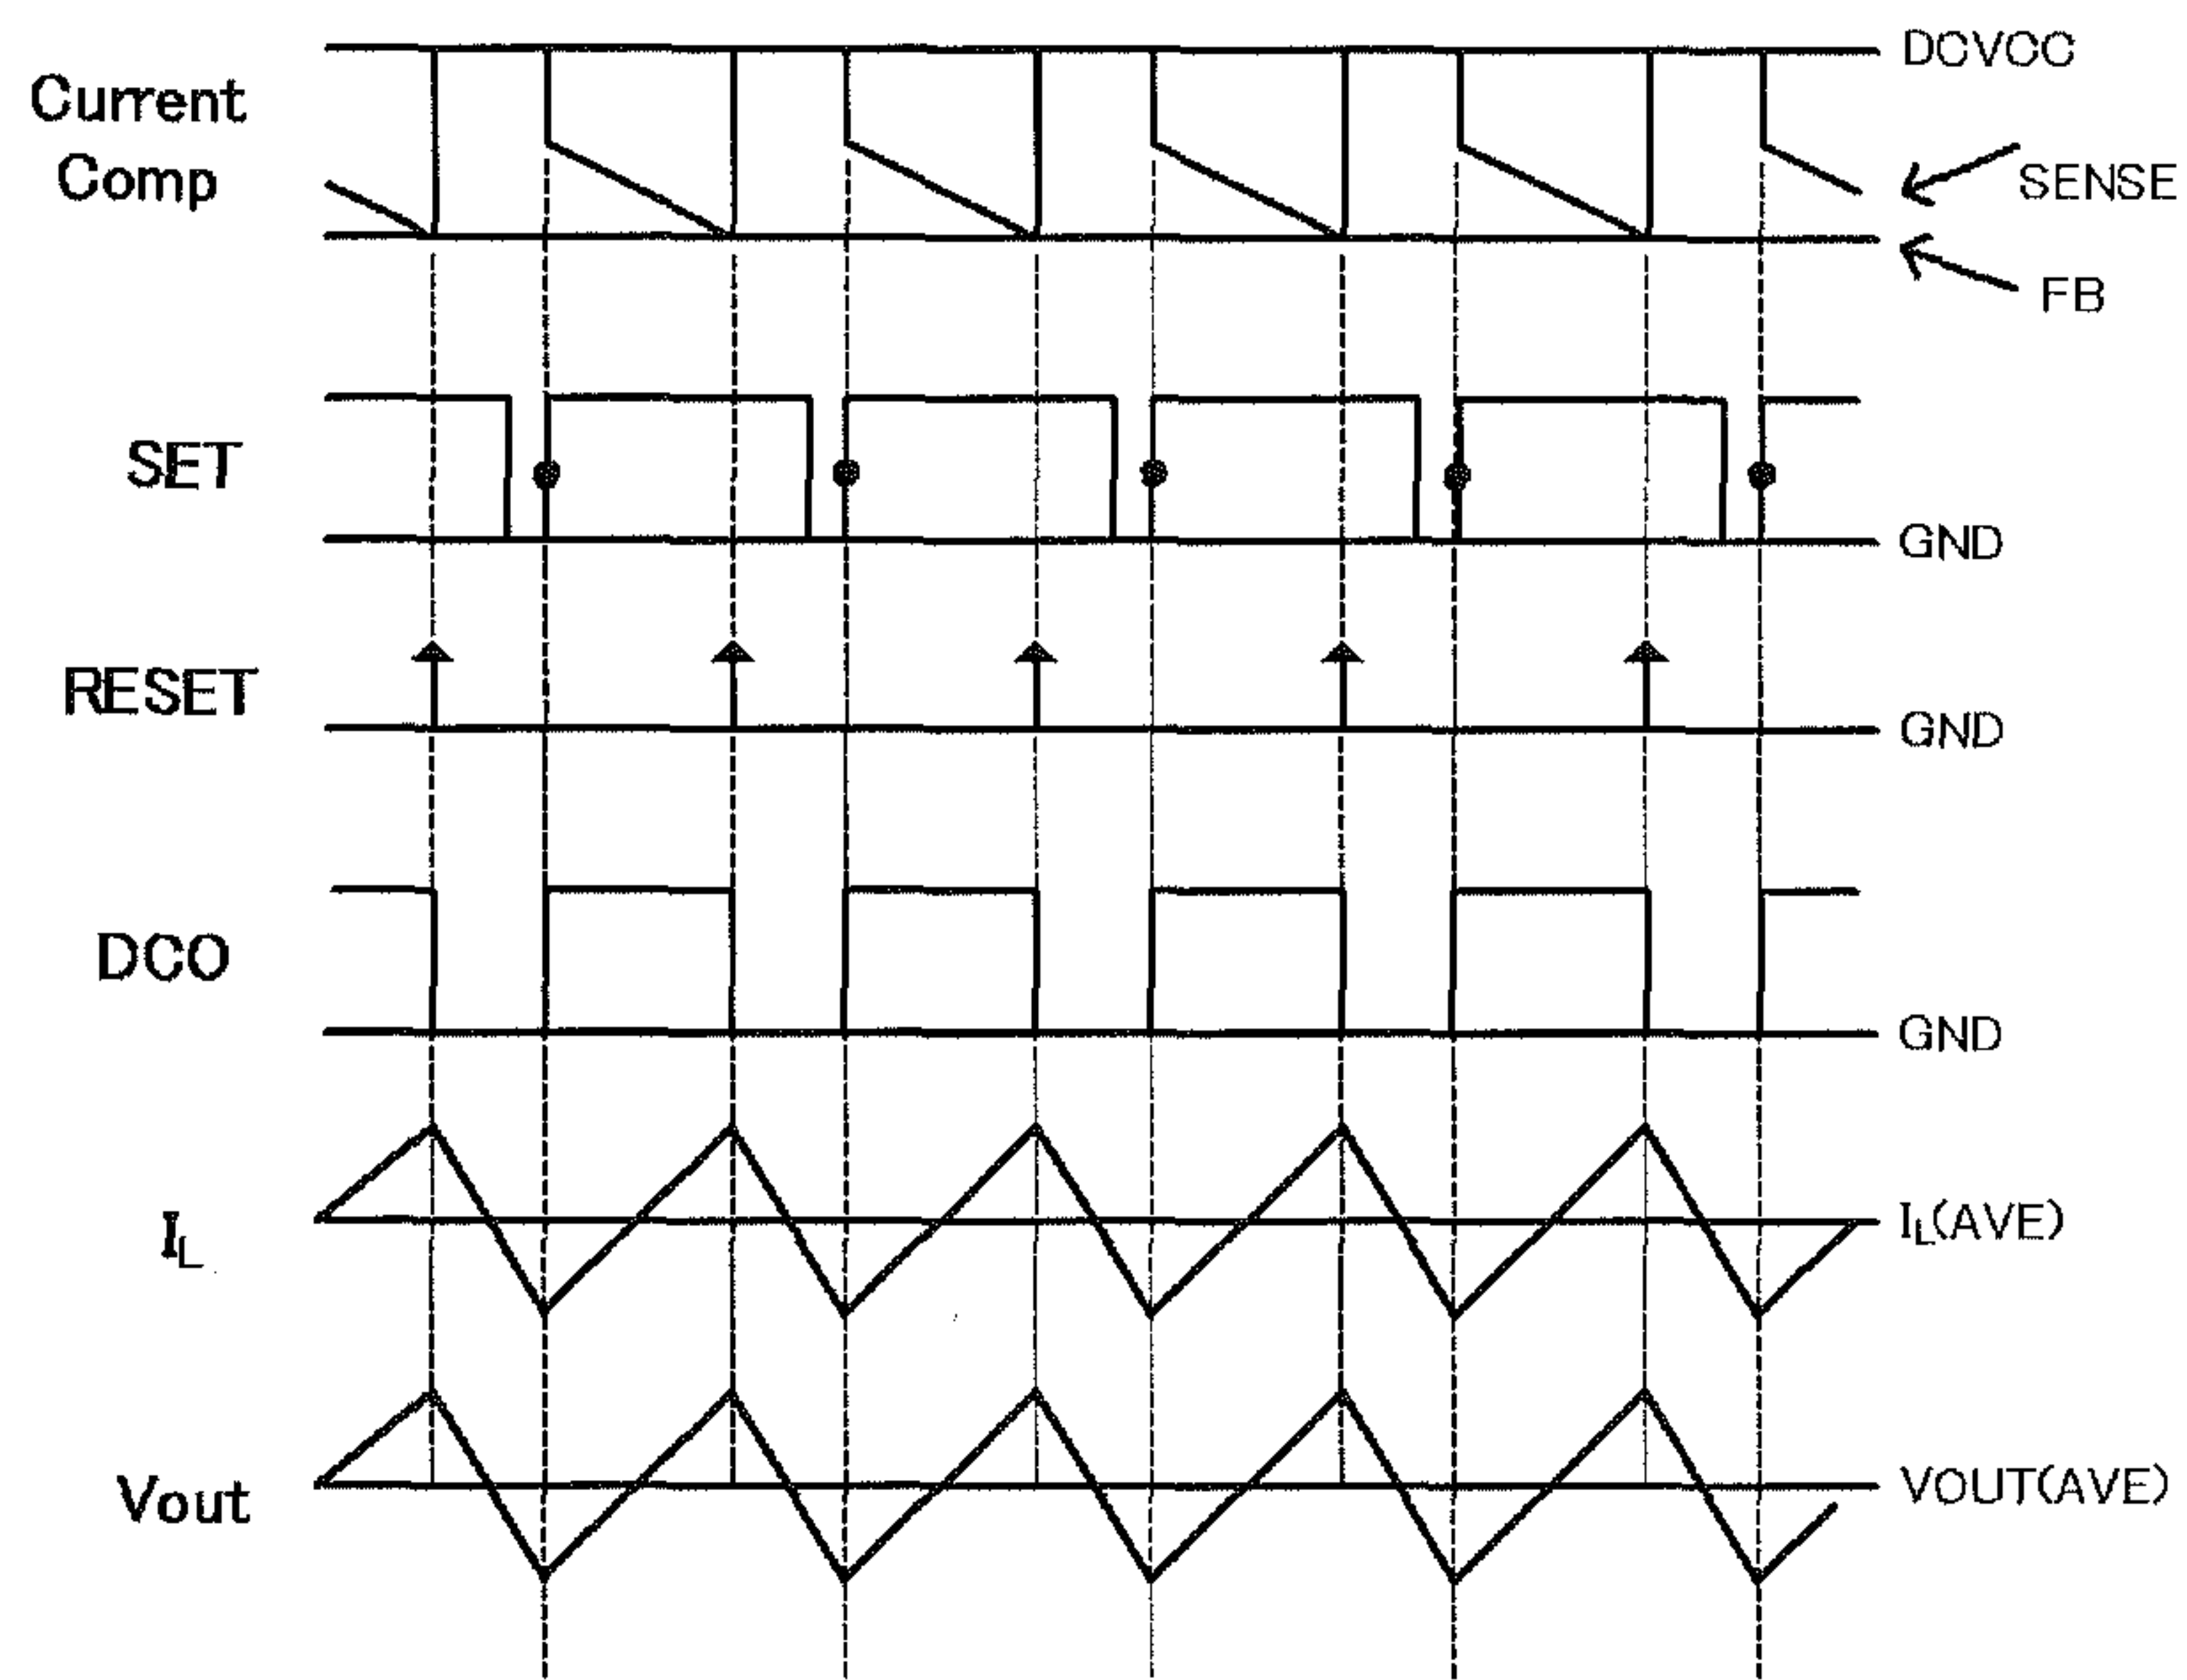 DCVCC
Current
Comp
SENSE
FB
SET
GND
RESET
GND
DCO
GND
IL
IL(AVE)
Vout
VOUT(AVE)